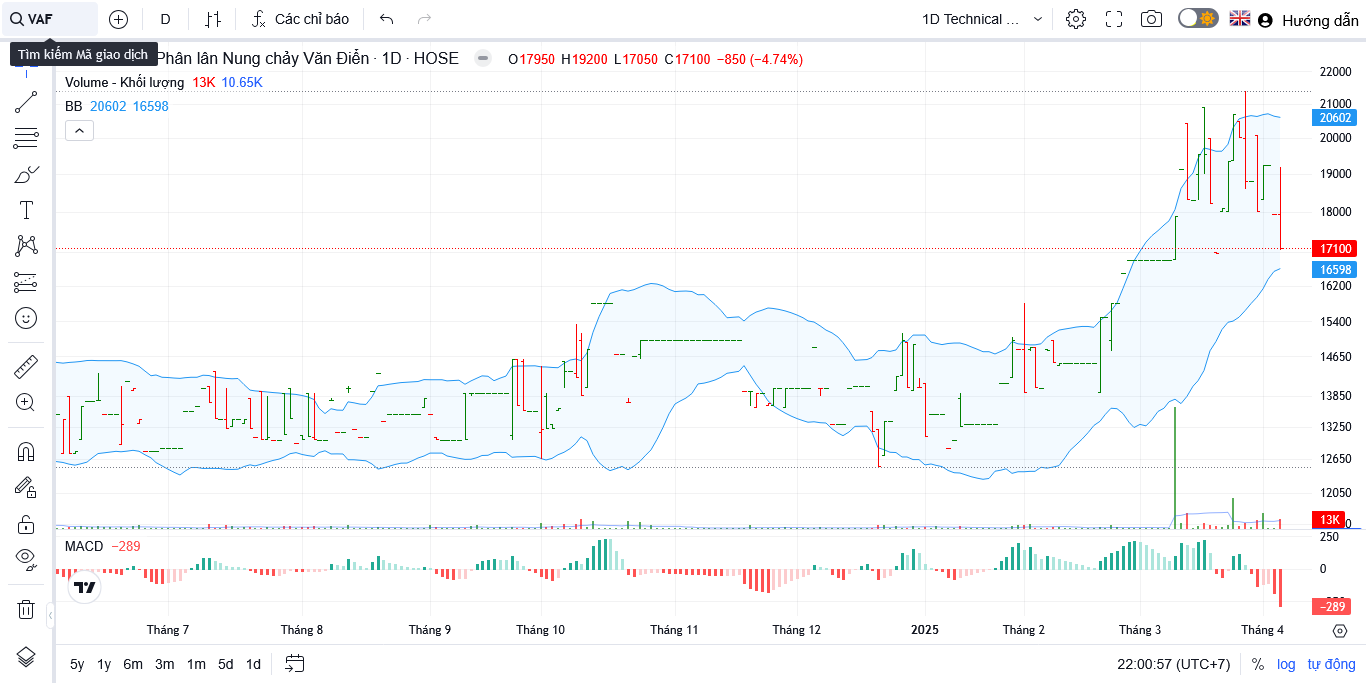 VAF D Các chỉ báo 1D Technical ... Hướng dẫn
Tìm kiếm Mã giao dịch
Phân lân Nung chảy Văn Điển · 1D · HOSE O17950 H19200 L17050 C17100 −850 (−4.74%)
Volume - Khối lượng 13K 10.65K
BB 20602 16598
22000
21000
20602
20000
19000
18000
17100
16598
16200
15400
14650
13850
13250
12650
12050
13K
0
MACD −289
250
0
−289
Tháng 7 Tháng 8 Tháng 9 Tháng 10 Tháng 11 Tháng 12 2025 Tháng 2 Tháng 3 Tháng 4
5y 1y 6m 3m 1m 5d 1d 22:00:57 (UTC+7) % log tự động